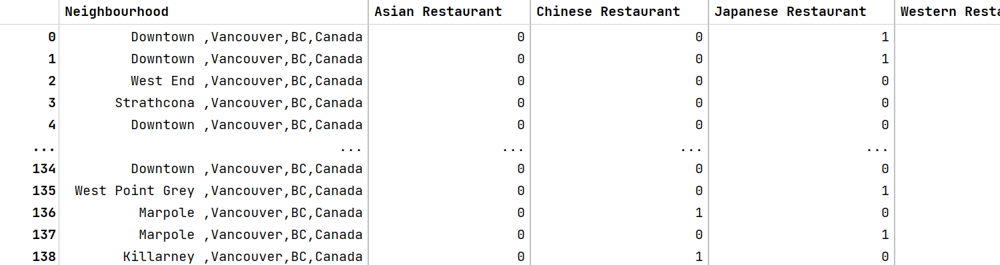 Neighbourhood Asian Restaurant Chinese Restaurant Japanese Restaurant Western
0 Downtown ,Vancouver,BC,Canada 0 0 1
1 Downtown ,Vancouver,BC,Canada 0 0 1
2 West End ,Vancouver,BC,Canada 0 0 0
3 Strathcona ,Vancouver,BC,Canada 0 0 0
4 Downtown ,Vancouver,BC,Canada 0 0 0
... ... ... ... ...
134 Downtown ,Vancouver,BC,Canada 0 0 0
135 West Point Grey ,Vancouver,BC,Canada 0 0 1
136 Marpole ,Vancouver,BC,Canada 0 1 0
137 Marpole ,Vancouver,BC,Canada 0 0 1
138 Killarney ,Vancouver,BC,Canada 0 1 0